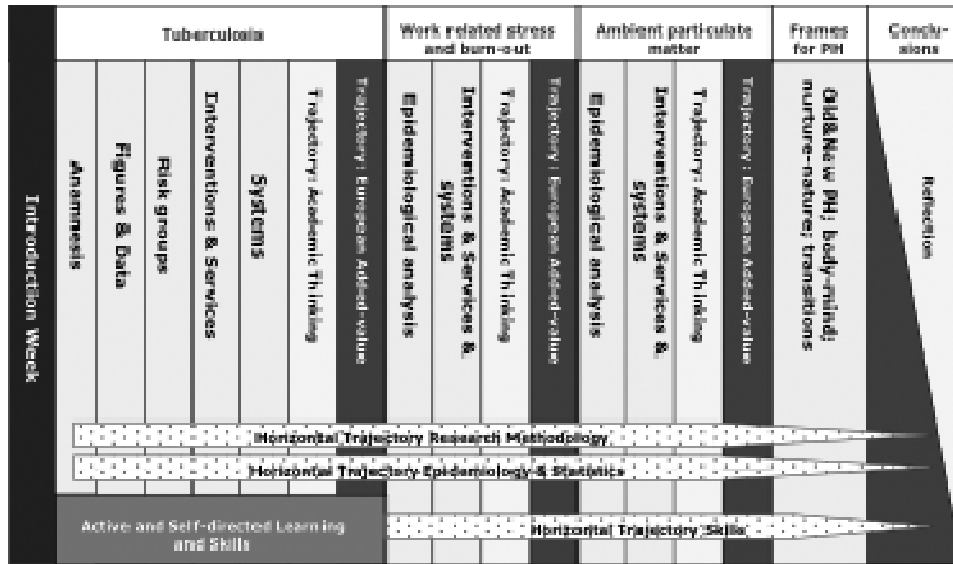 Tuberculosis
Work related stress
and burn-out
Ambient particulate
matter
Frames
for PH
Conclu-
sions
Introduction Week
Anamnesis
Figures & Data
Risk groups
Interventions & Services
Systems
Trajectory: Academic Thinking
Trajectory: European Added-value
Epidemiological analysis
Interventions & Services &
systems
Trajectory: Academic Thinking
Trajectory: European Added-value
Epidemiological analysis
Interventions & Services &
systems
Trajectory: Academic Thinking
Trajectory: European Added-value
Old&New PH; body-mind;
nurture-nature; transitions
Reflection
Horizontal Trajectory Research Methodology
Horizontal Trajectory Epidemiology & Statistics
Active and Self-directed Learning
and Skills
Horizontal Trajectory Skills